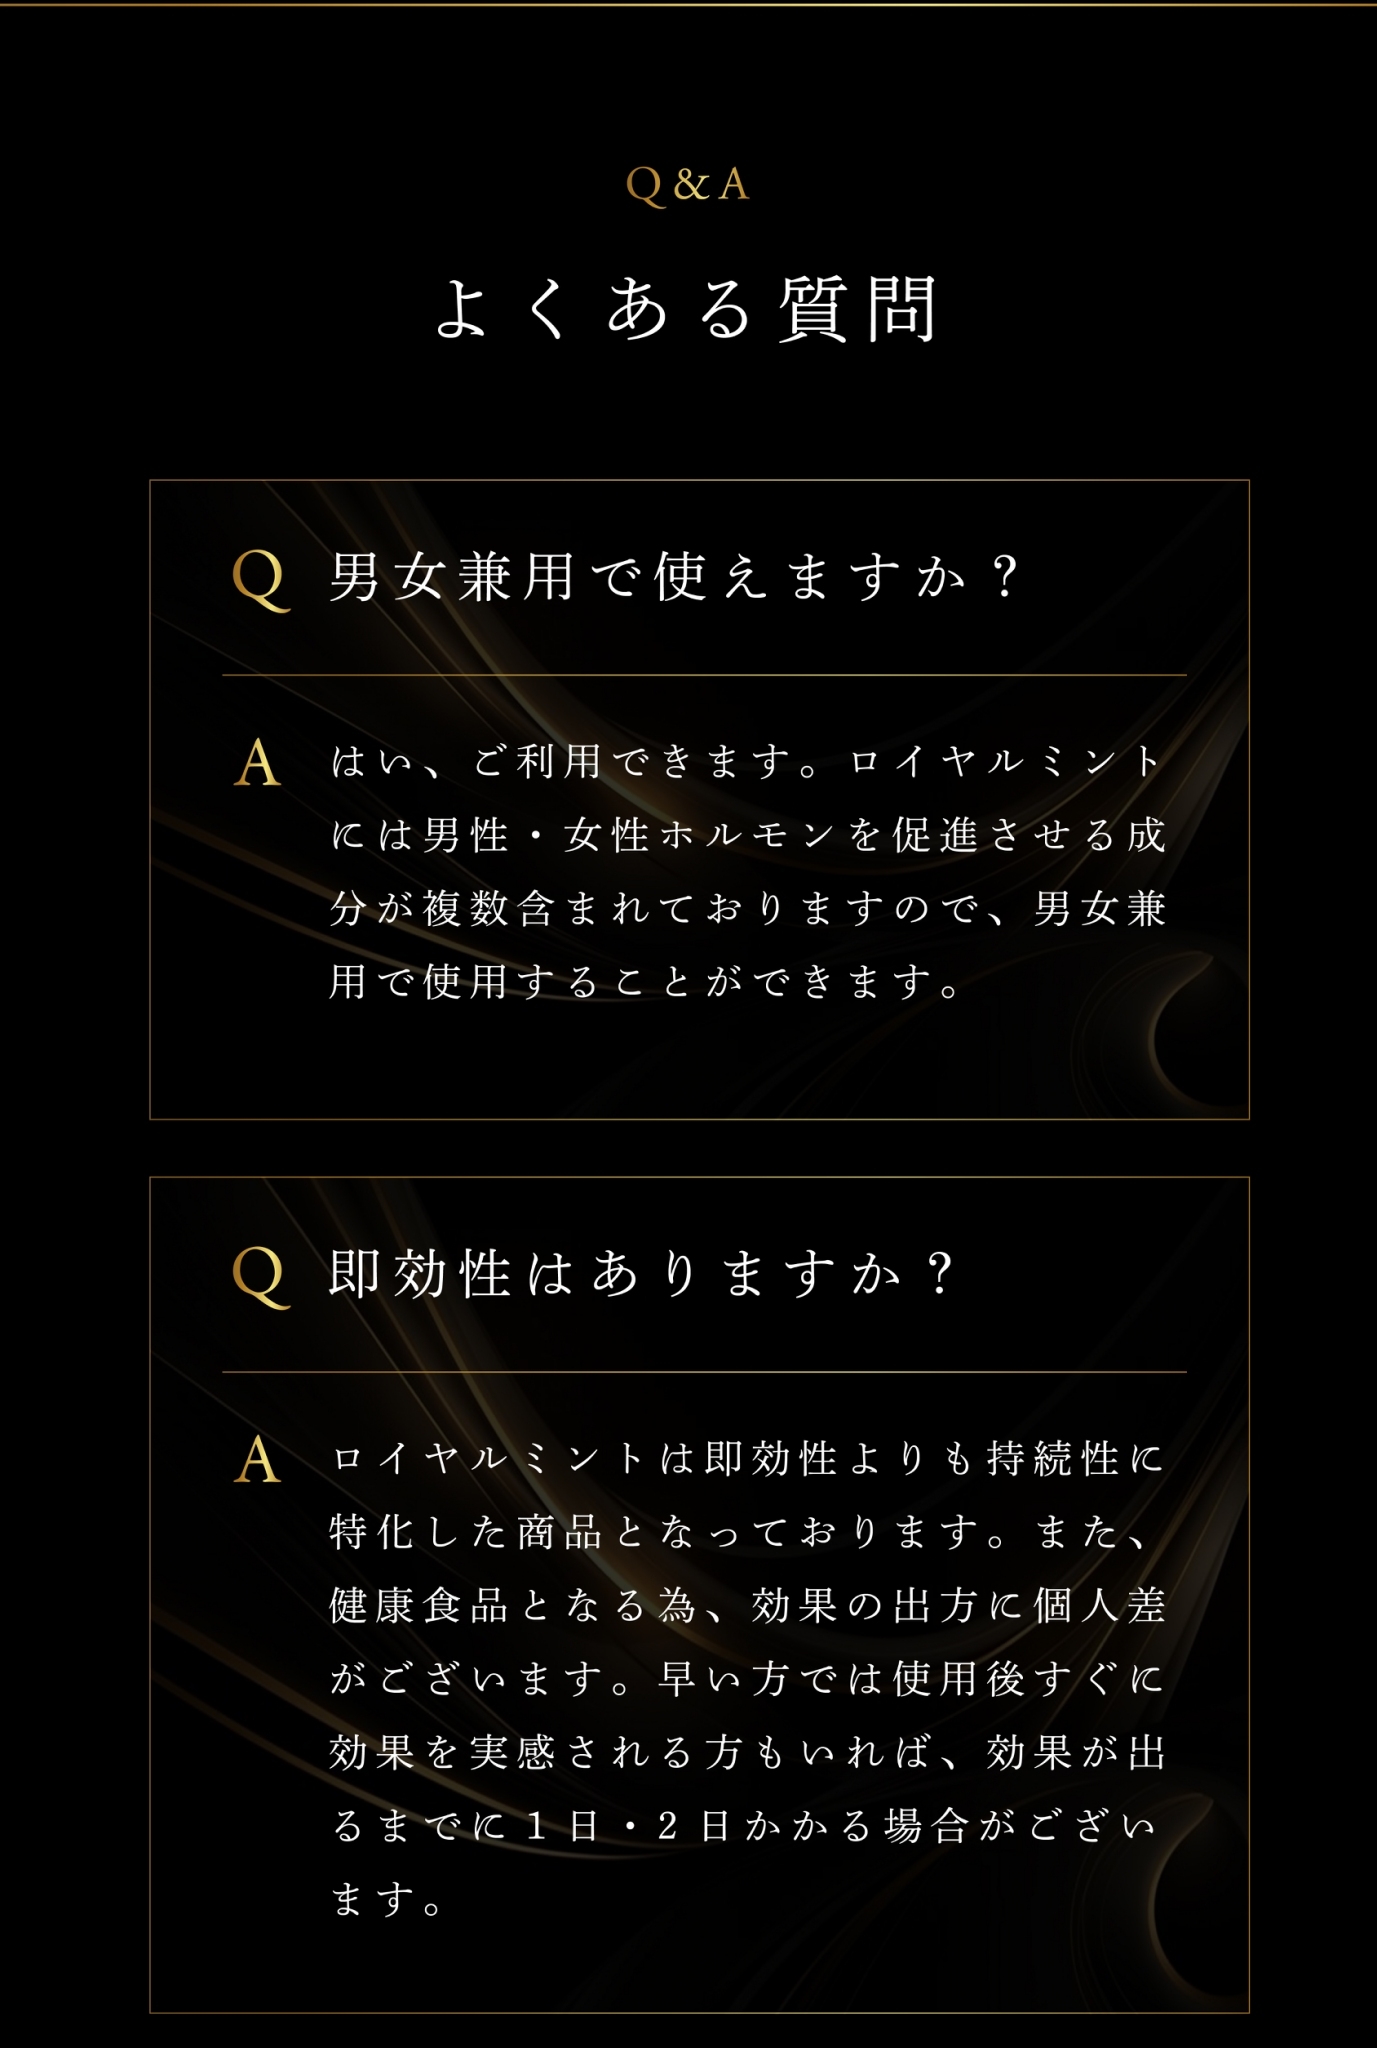 Q&A
よくある質問
Q 男女兼用で使えますか?
A はい、ご利用できます。ロイヤルミント
には男性・女性ホルモンを促進させる成
分が複数含まれておりますので、男女兼
用で使用することができます。
Q 即効性はありますか?
A ロイヤルミントは即効性よりも持続性に
特化した商品となっております。また、
健康食品となる為、効果の出方に個人差
がございます。早い方では使用後すぐに
効果を実感される方もいれば、効果が出
るまでに1日・2日かかる場合がござい
ます。